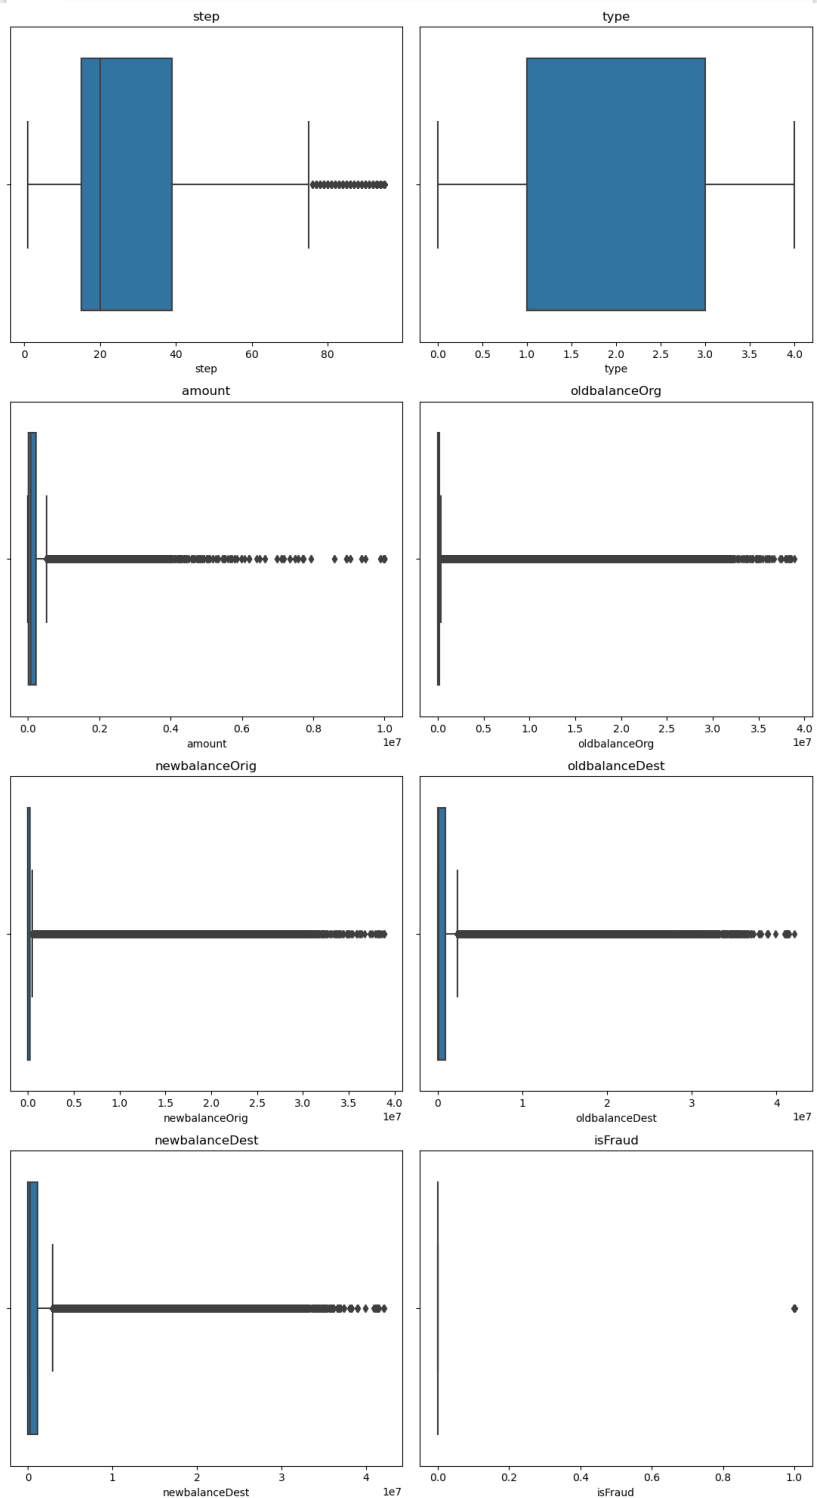 step
type
0 20 40 60 80
0.0 0.5 1.0 1.5 2.0 2.5 3.0 3.5 4.0
step
type
amount
oldbalanceOrg
0.0 0.2 0.4 0.6 0.8 1.0
0.0 0.5 1.0 1.5 2.0 2.5 3.0 3.5 4.0
1e7
1e7
amount
oldbalanceOrg
newbalanceOrig
oldbalanceDest
0.0 0.5 1.0 1.5 2.0 2.5 3.0 3.5 4.0
0 1 2 3 4
1e7
1e7
newbalanceOrig
oldbalanceDest
newbalanceDest
isFraud
0 1 2 3 4
0.0 0.2 0.4 0.6 0.8 1.0
1e7
newbalanceDest
isFraud